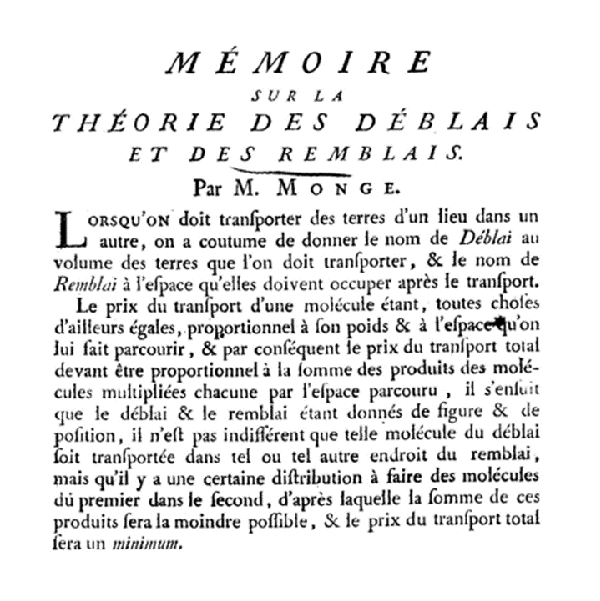 MÉMOIRE
SUR LA
THÉORIE DES DÉBLAIS
ET DES REMBLAIS.
Par M. MONGE.
LORSQU'ON doit tranſporter des terres d'un lieu dans un
autre, on a coutume de donner le nom de Déblai au
volume des terres que l'on doit tranſporter, & le nom de
Remblai à l'eſpace qu'elles doivent occuper après le tranſport.
Le prix du tranſport d'une molécule étant, toutes choſes
d'ailleurs égales, proportionnel à ſon poids & à l'eſpace qu'on
lui fait parcourir, & par conſéquent le prix du tranſport total
devant être proportionnel à la ſomme des produits des molé-
cules multipliées chacune par l'eſpace parcouru, il s'enſuit
que le déblai & le remblai étant donnés de figure & de
poſition, il n'eſt pas indifférent que telle molécule du déblai
ſoit tranſportée dans tel ou tel autre endroit du remblai,
mais qu'il y a une certaine diſtribution à faire des molécules
du premier dans le ſecond, d'après laquelle la ſomme de ces
produits ſera la moindre poſſible, & le prix du tranſport total
ſera un minimum.